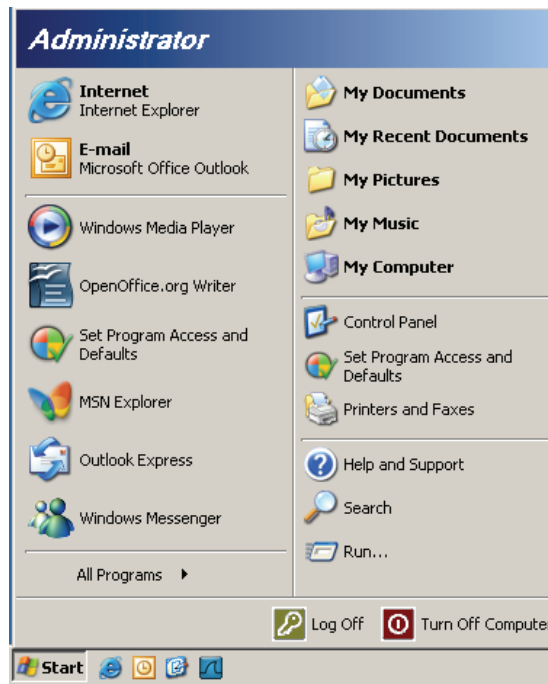 Administrator
Internet
Internet Explorer
E-mail
Microsoft Office Outlook
Windows Media Player
OpenOffice.org Writer
Set Program Access and
Defaults
MSN Explorer
Outlook Express
Windows Messenger
All Programs
My Documents
My Recent Documents
My Pictures
My Music
My Computer
Control Panel
Set Program Access and
Defaults
Printers and Faxes
Help and Support
Search
Run...
Log Off
Turn Off Compute
Start